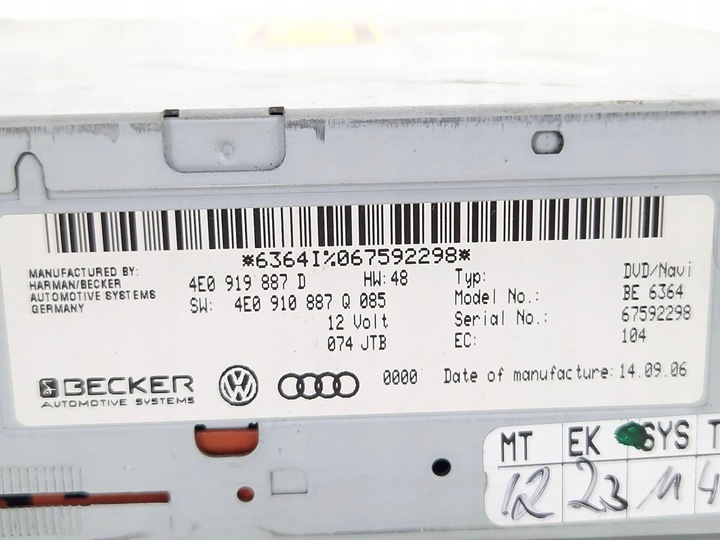 *6364I%067592298*
MANUFACTURED BY:
HARMAN/BECKER
AUTOMOTIVE SYSTEMS
GERMANY
4E0 919 887 D HW: 48
SW: 4E0 910 887 Q 085
12 Volt
074 JTB
Typ: DVD/Navi
Model No.: BE 6364
Serial No.: 67592298
EC: 104
BECKER
AUTOMOTIVE SYSTEMS
0000 Date of manufacture: 14.09.06
MT EK SYS T
12 23 11 4